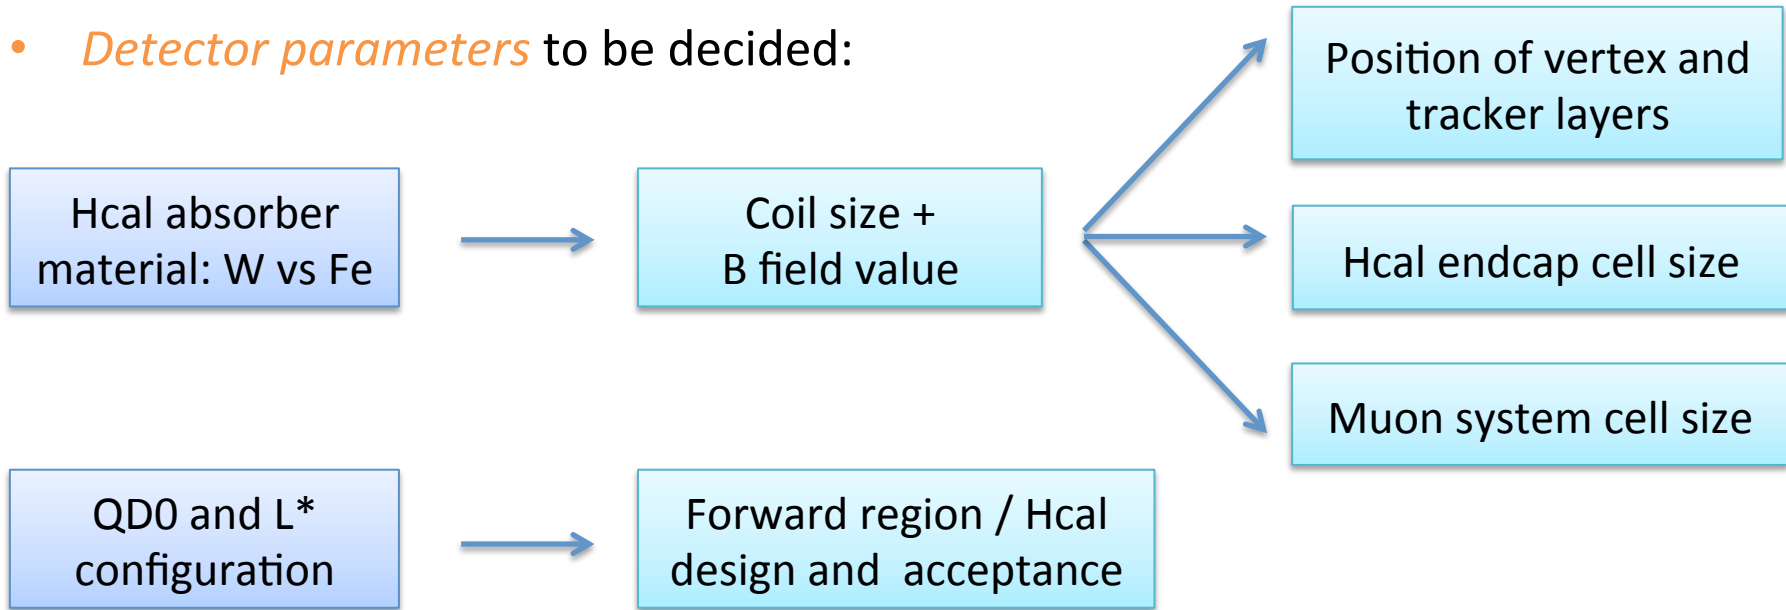 • Detector parameters to be decided:
Position of vertex and
tracker layers
Hcal absorber
material: W vs Fe
Coil size +
B field value
Hcal endcap cell size
Muon system cell size
QD0 and L*
configuration
Forward region / Hcal
design and acceptance